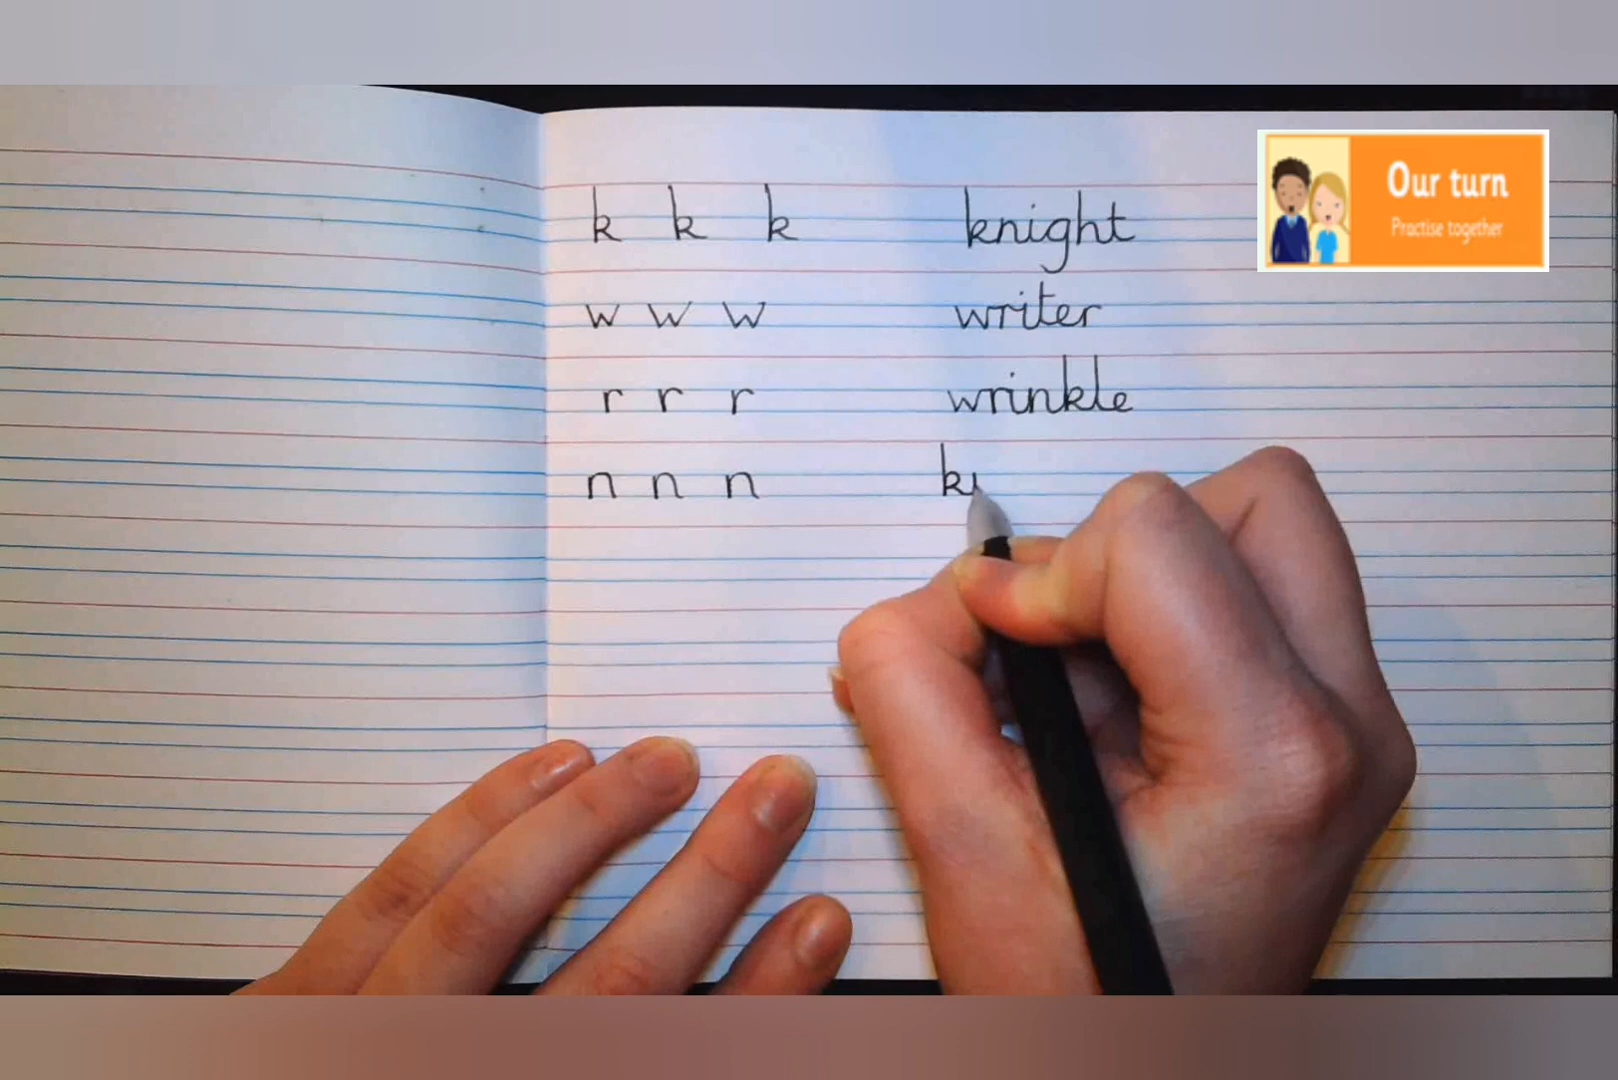 k k k knight
w w w writer
r r r wrinkle
n n n k
Our turn
Practise together